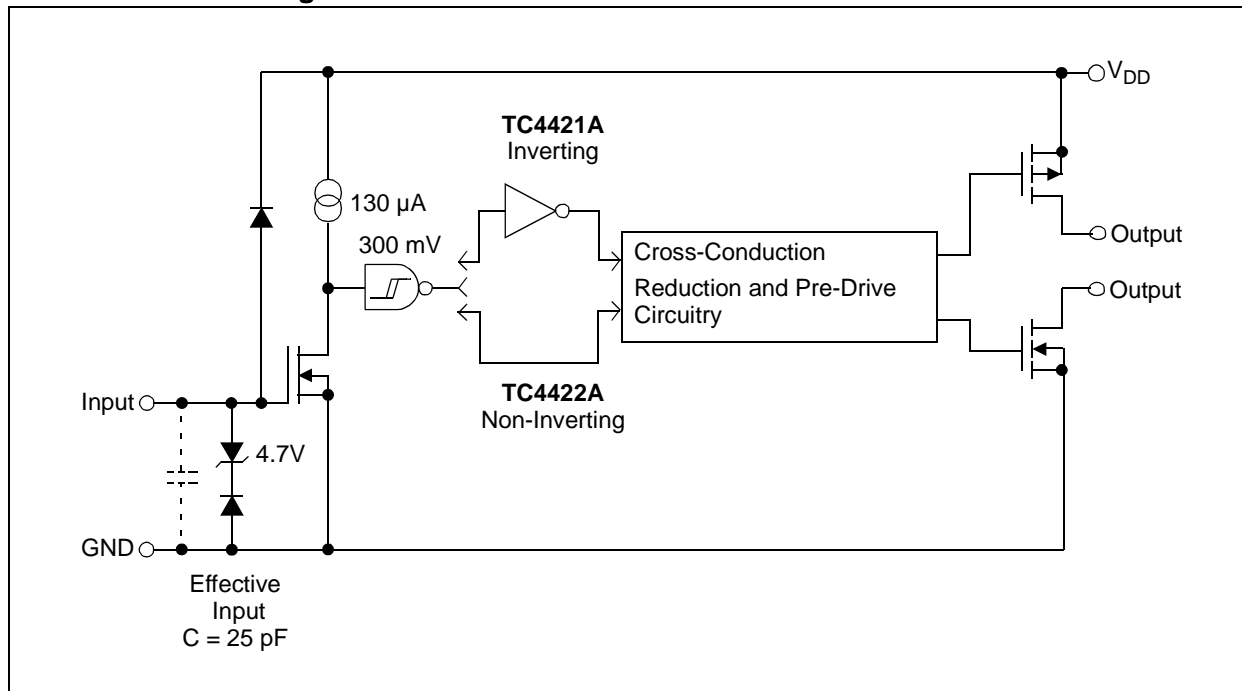 V_DD
TC4421A
Inverting
130 µA
300 mV
Output
Cross-Conduction
Reduction and Pre-Drive
Circuitry
Output
TC4422A
Non-Inverting
Input
4.7V
GND
Effective
Input
C = 25 pF